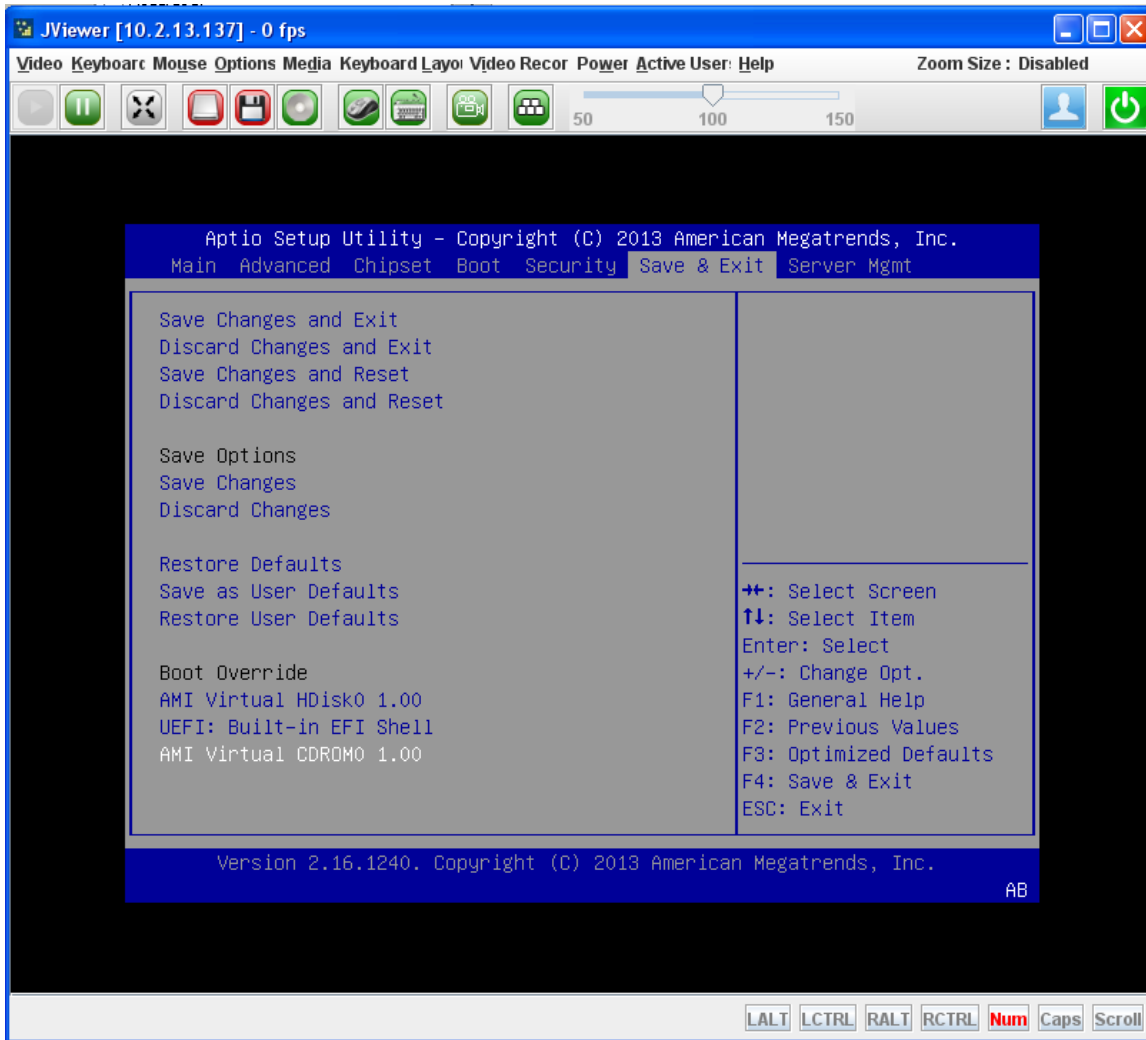 JViewer [10.2.13.137] - 0 fps
Video Keyboard Mouse Options Media Keyboard Layou Video Recor Power Active User: Help Zoom Size : Disabled
50 100 150
Aptio Setup Utility – Copyright (C) 2013 American Megatrends, Inc.
Main Advanced Chipset Boot Security Save & Exit Server Mgmt
Save Changes and Exit
Discard Changes and Exit
Save Changes and Reset
Discard Changes and Reset
Save Options
Save Changes
Discard Changes
Restore Defaults
Save as User Defaults
Restore User Defaults
Boot Override
AMI Virtual HDisk0 1.00
UEFI: Built-in EFI Shell
AMI Virtual CDROM0 1.00
→←: Select Screen
↑↓: Select Item
Enter: Select
+/-: Change Opt.
F1: General Help
F2: Previous Values
F3: Optimized Defaults
F4: Save & Exit
ESC: Exit
Version 2.16.1240. Copyright (C) 2013 American Megatrends, Inc.
AB
LALT LCTRL RALT RCTRL Num Caps Scroll